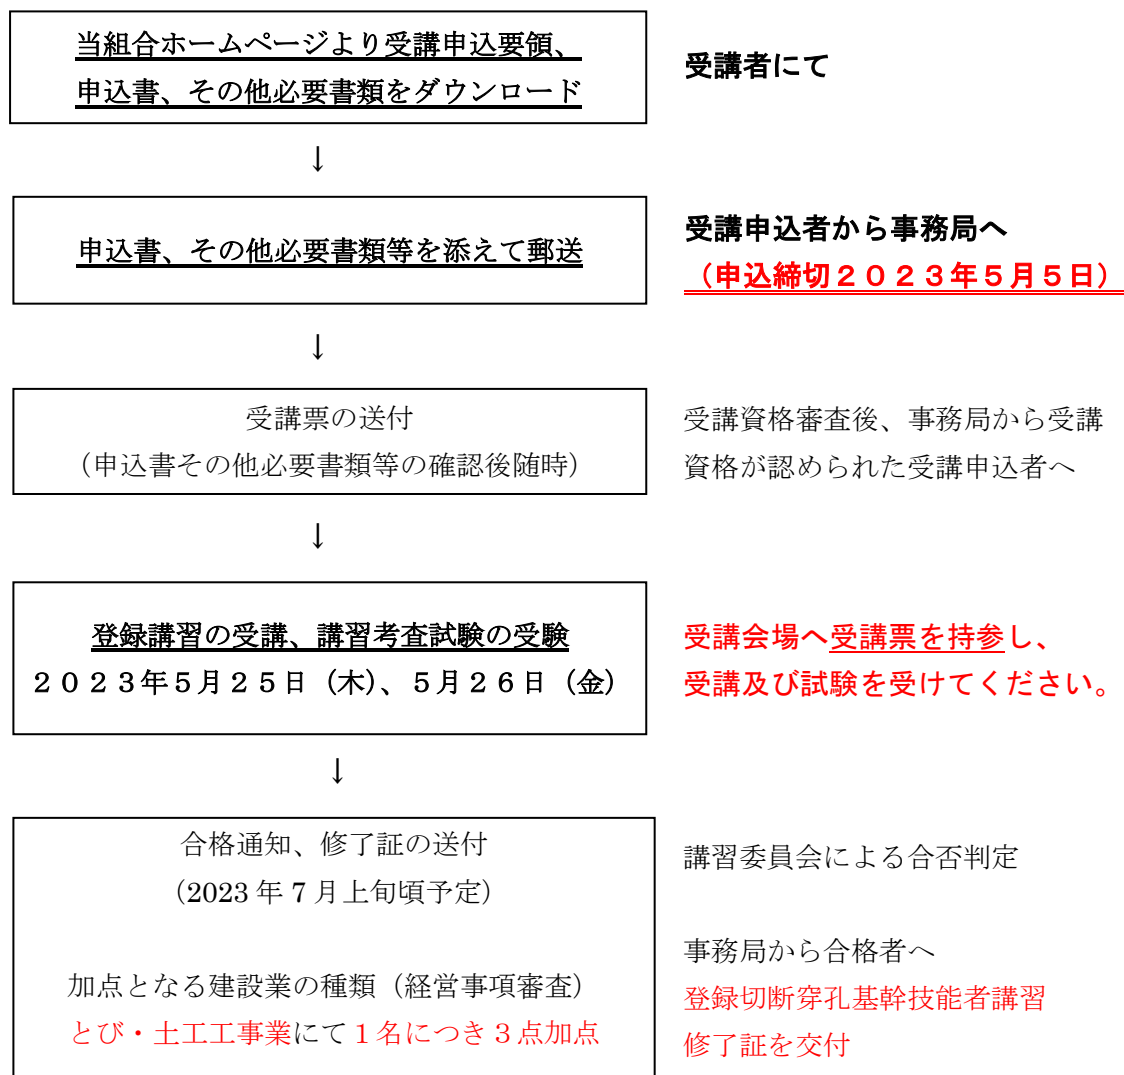 当組合ホームページより受講申込要領、
申込書、その他必要書類をダウンロード
受講者にて
↓
申込書、その他必要書類等を添えて郵送
受講申込者から事務局へ
(申込締切2023年5月5日)
↓
受講票の送付
(申込書その他必要書類等の確認後随時)
受講資格審査後、事務局から受講
資格が認められた受講申込者へ
↓
登録講習の受講、講習考査試験の受験
2023年5月25日(木)、5月26日(金)
受講会場へ受講票を持参し、
受講及び試験を受けてください。
↓
合格通知、修了証の送付
(2023 年 7 月上旬頃予定)
講習委員会による合否判定
加点となる建設業の種類(経営事項審査)
とび・土工工事業にて1名につき3点加点
事務局から合格者へ
登録切断穿孔基幹技能者講習
修了証を交付